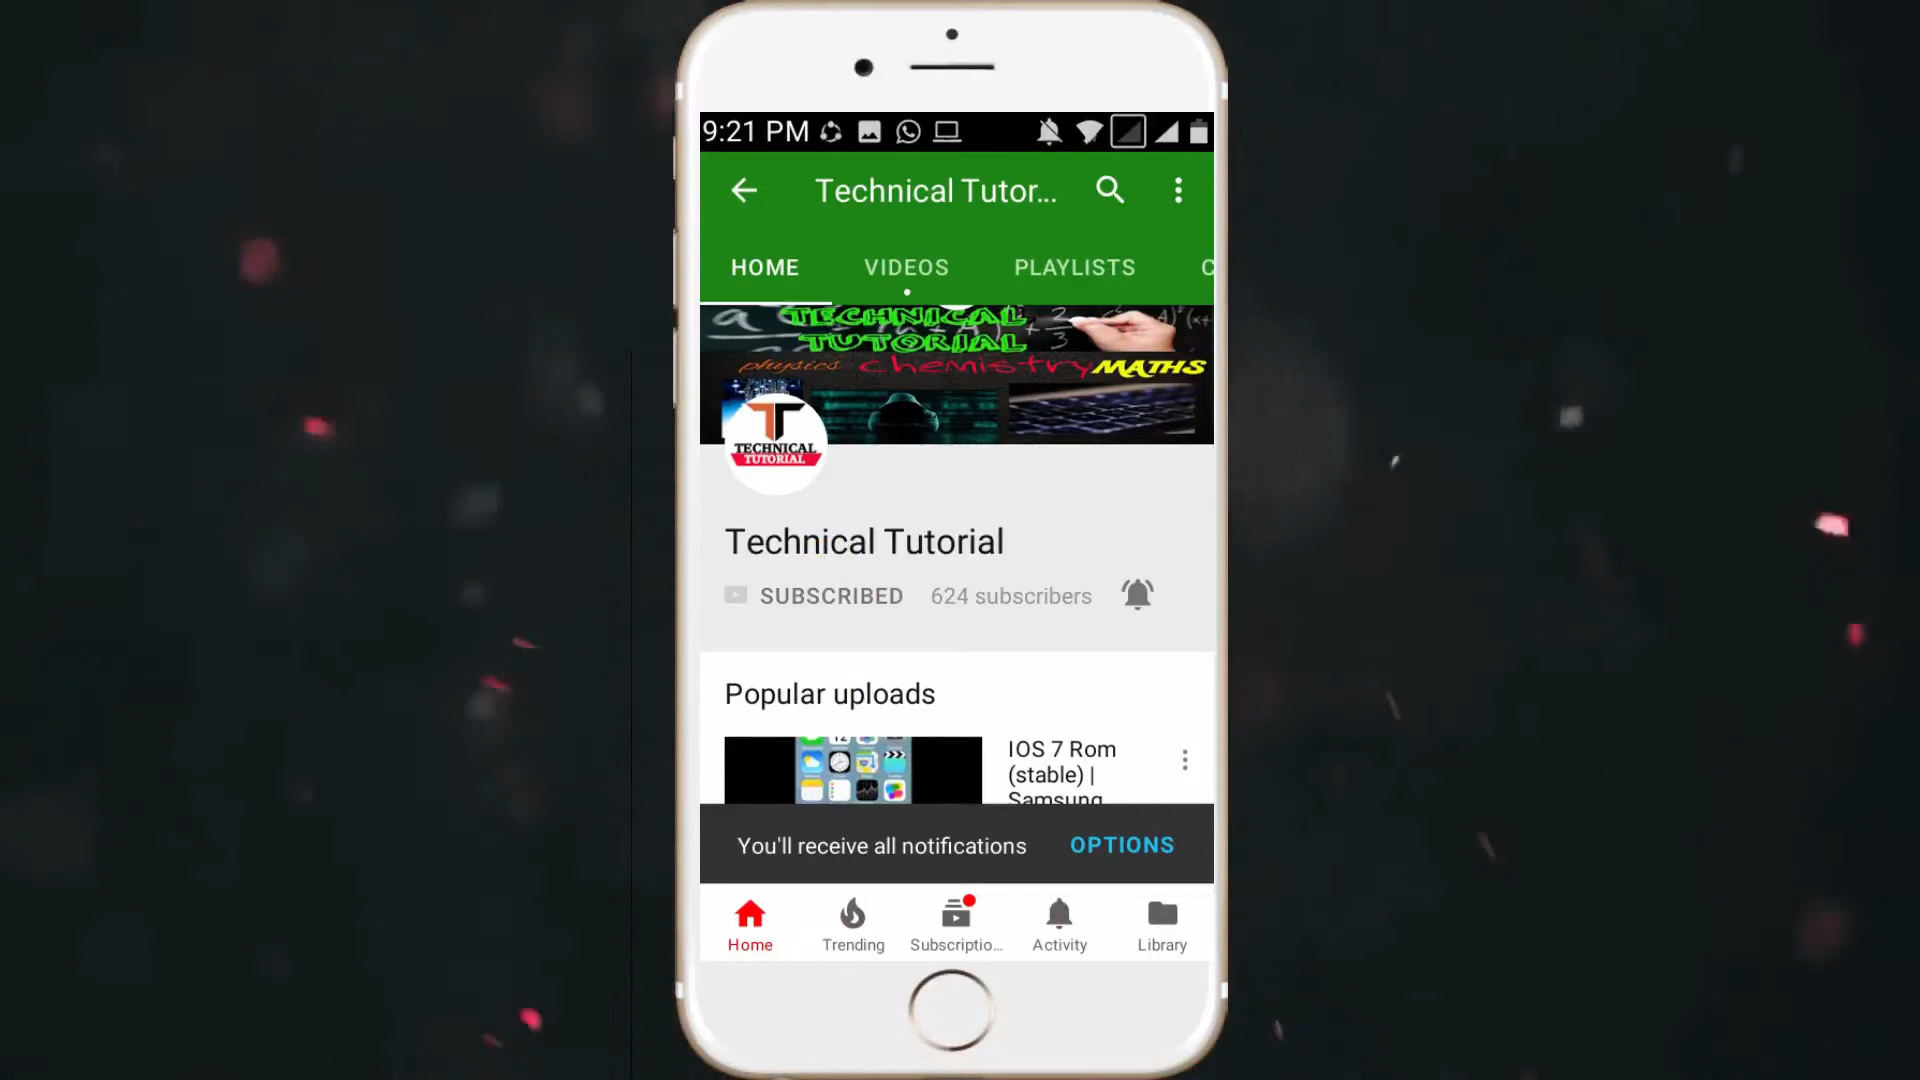 9:21 PM
Technical Tutor...
HOME VIDEOS PLAYLISTS C
TECHNICAL
TUTORIAL
physics chemistry MATHS
TECHNICAL
TUTORIAL
Technical Tutorial
SUBSCRIBED 624 subscribers
Popular uploads
IOS 7 Rom
(stable) |
Samsung
You'll receive all notifications OPTIONS
Home Trending Subscriptio... Activity Library